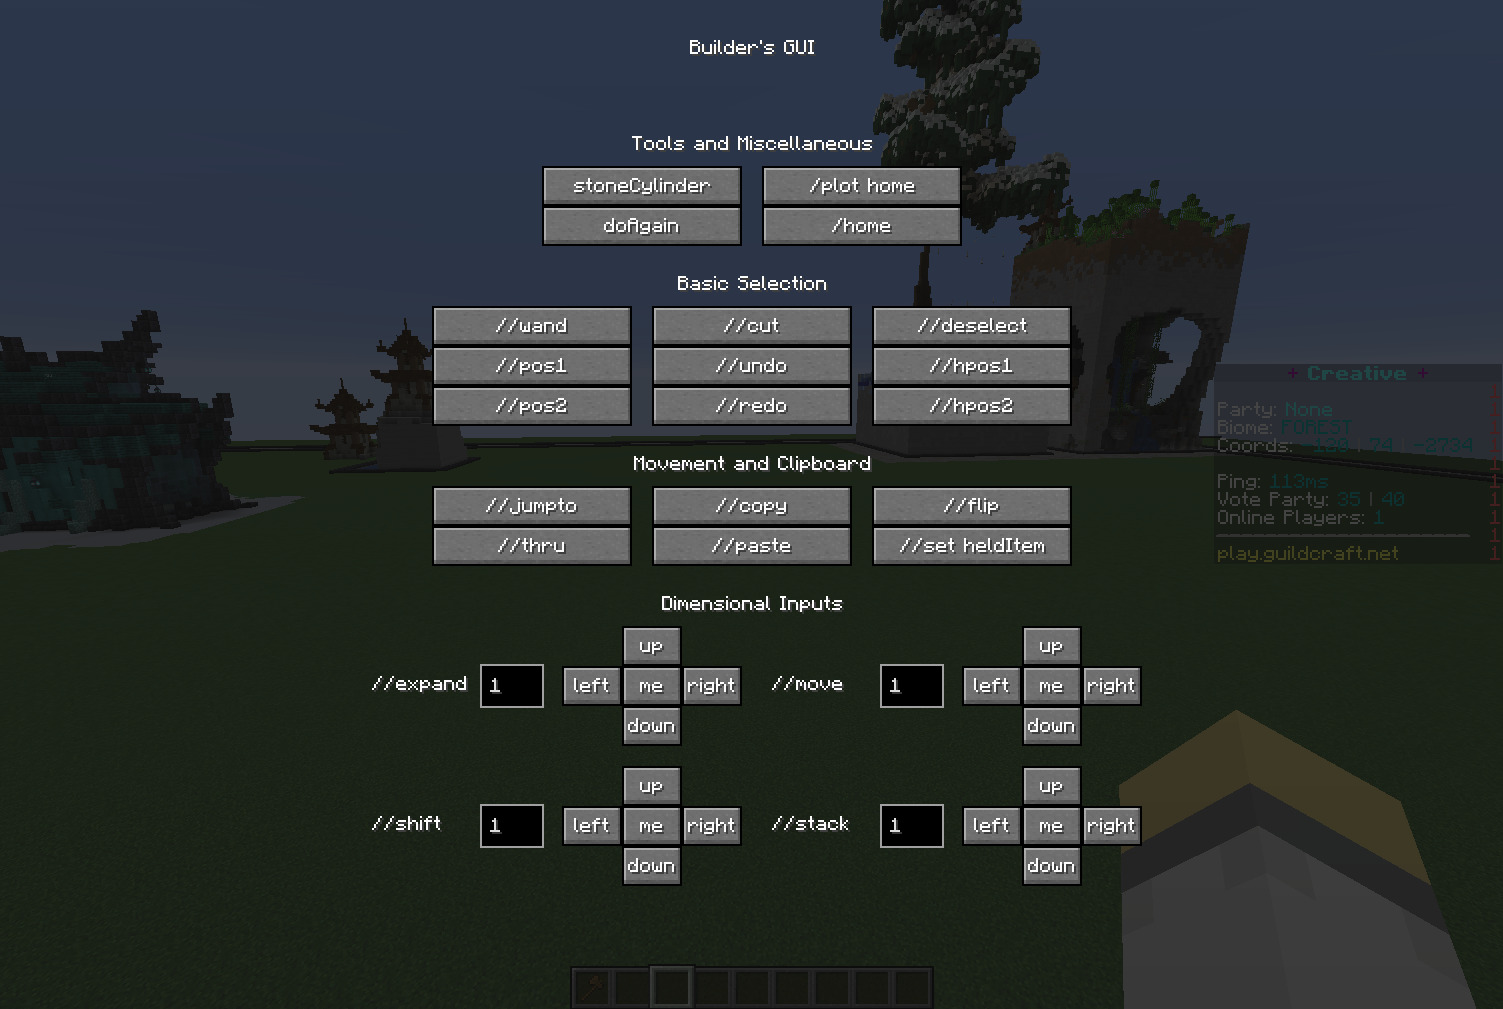 Builder's GUI
Tools and Miscellaneous
stoneCylinder
/plot home
doAgain
/home
Basic Selection
//wand
//cut
//deselect
//pos1
//undo
//hpos1
//pos2
//redo
//hpos2
Movement and Clipboard
//jumpto
//copy
//flip
//thru
//paste
//set heldItem
Dimensional Inputs
//expand 1
up
left me right
down
//move 1
up
left me right
down
//shift 1
up
left me right
down
//stack 1
up
left me right
down
+ Creative +
Party: None
Biome: FOREST
Coords: -120 | 74 | -2734
Ping: 113ms
Vote Party: 35 | 40
Online Players: 1
play.guildcraft.net